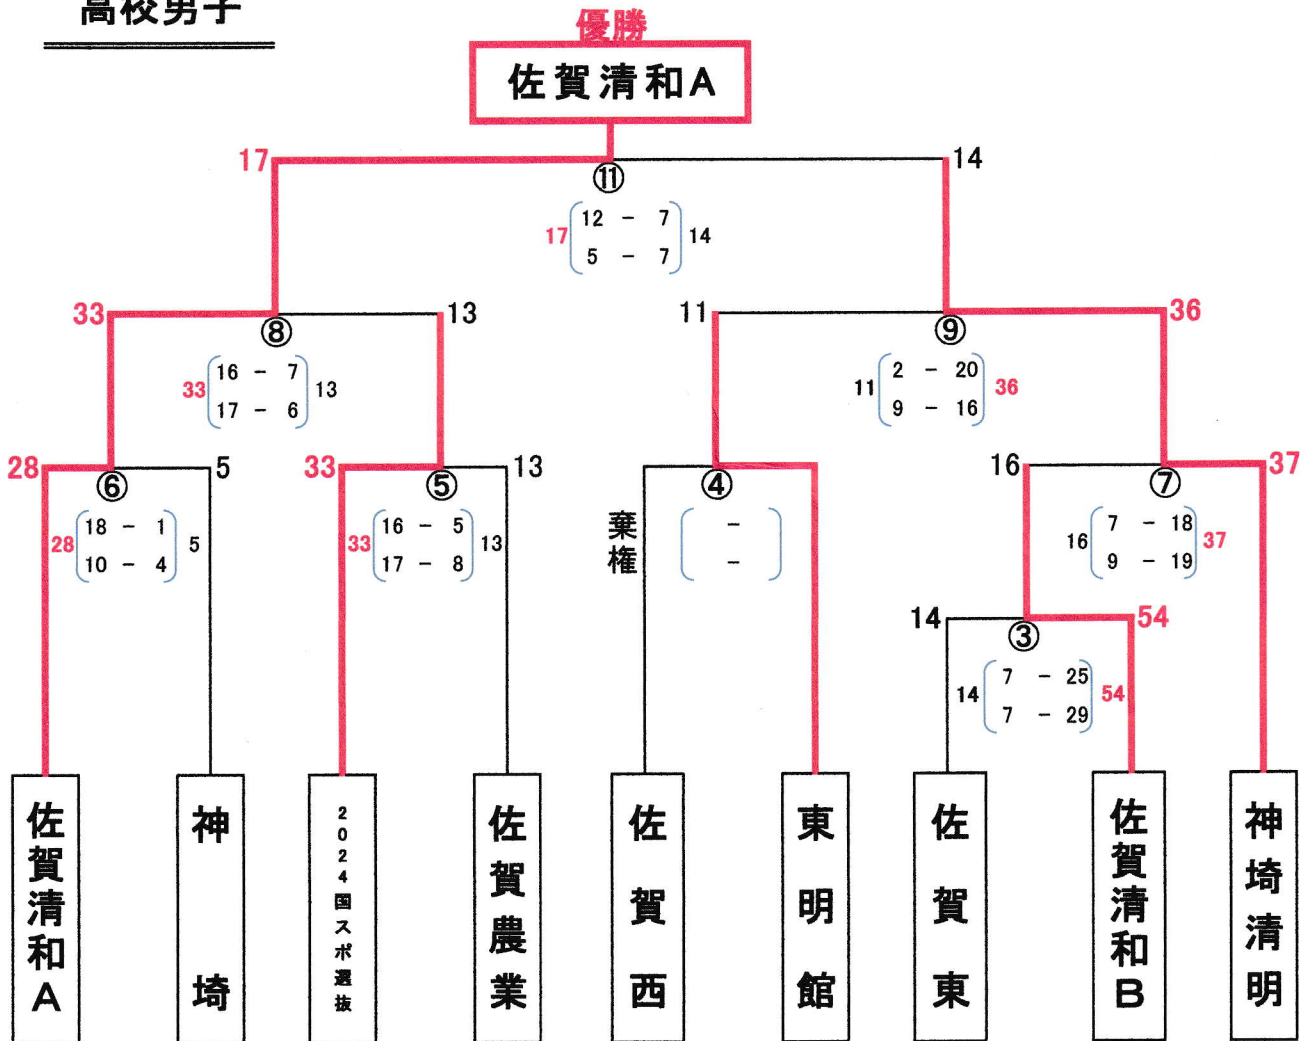 高校男子
優勝
佐賀清和A
17 14
⑪
17 12 - 7 14
5 - 7
33 13
⑧
33 16 - 7 13
17 - 6
11 36
⑨
11 2 - 20 36
9 - 16
28 5
⑥
28 18 - 1 5
10 - 4
33 13
⑤
33 16 - 5 13
17 - 8
④
棄権
-
-
16 37
⑦
16 7 - 18 37
9 - 19
14 54
③
14 7 - 25 54
7 - 29
佐賀清和A
神埼
2024国スポ選抜
佐賀農業
佐賀西
東明館
佐賀東
佐賀清和B
神埼清明